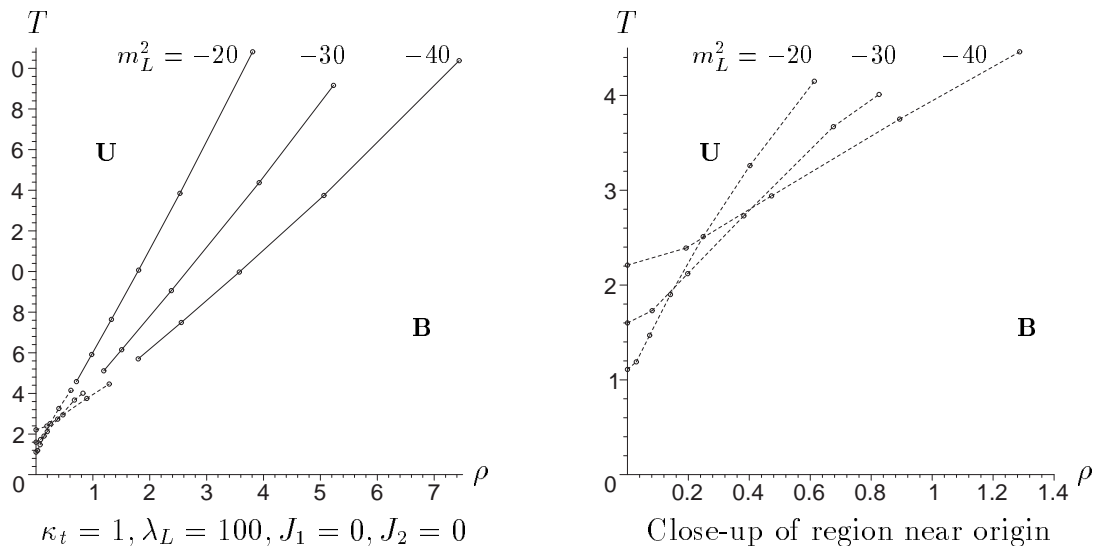 T
m_L^2 = −20 −30 −40
0
8
6
U
4
2
0
8
B
6
4
2
0
1 2 3 4 5 6 7 ρ
κ_t = 1, λ_L = 100, J_1 = 0, J_2 = 0
T
m_L^2 = −20 −30 −40
4
U
3
2
B
1
0
0.2 0.4 0.6 0.8 1 1.2 1.4 ρ
Close-up of region near origin